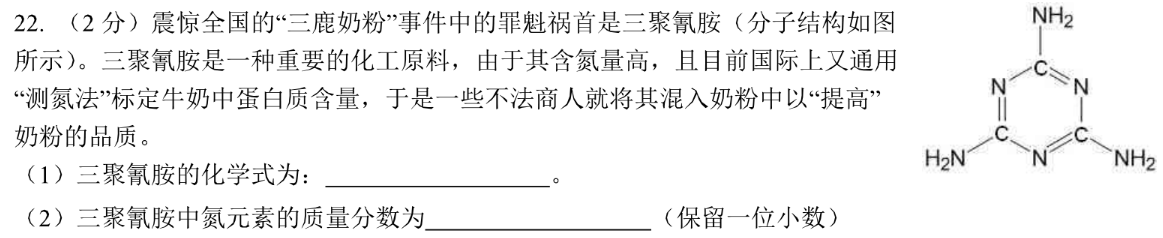 22. （2 分）震惊全国的“三鹿奶粉”事件中的罪魁祸首是三聚氰胺（分子结构如图
所示）。三聚氰胺是一种重要的化工原料，由于其含氮量高，且目前国际上又通用
“测氮法”标定牛奶中蛋白质含量，于是一些不法商人就将其混入奶粉中以“提高”
奶粉的品质。
（1）三聚氰胺的化学式为：____________。
（2）三聚氰胺中氮元素的质量分数为____________（保留一位小数）
NH₂
C
N N
C C
H₂N N NH₂